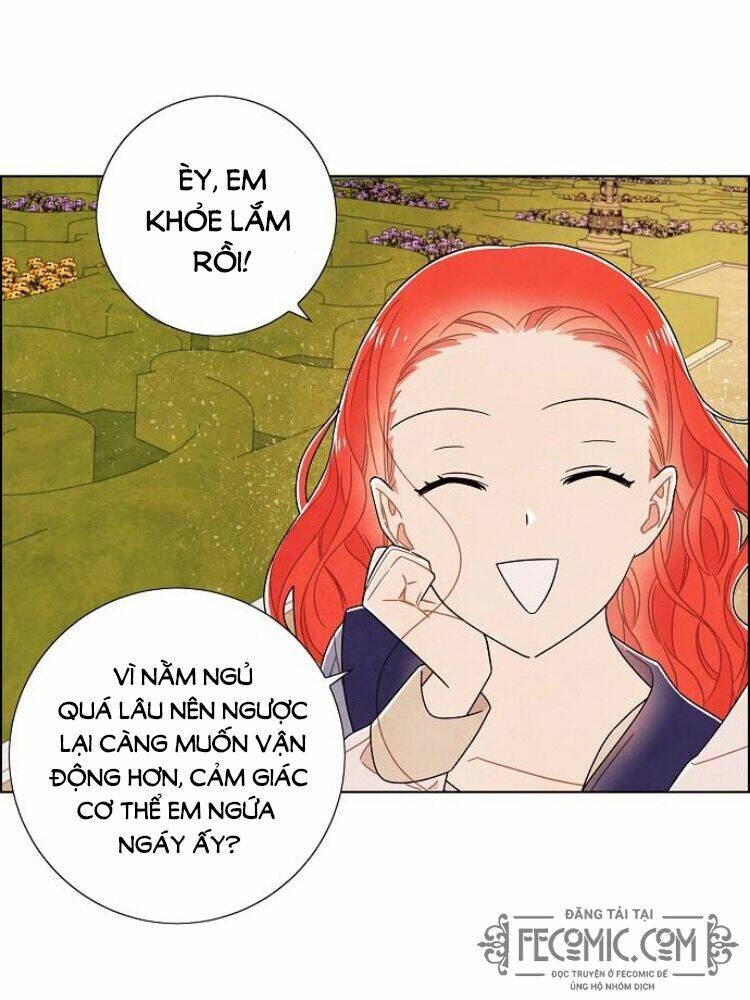 ÈY, EM
KHỎE LẮM
RỒI!
VÌ NẰM NGỦ
QUÁ LÂU NÊN NGƯỢC
LẠI CÀNG MUỐN VẬN
ĐỘNG HƠN, CẢM GIÁC
CƠ THỂ EM NGỨA
NGÁY ẤY?
ĐĂNG TẢI TẠI
FECOMIC.COM
ĐỌC TRUYỆN Ở FECOMIC ĐỂ
ỦNG HỘ NHÓM DỊCH